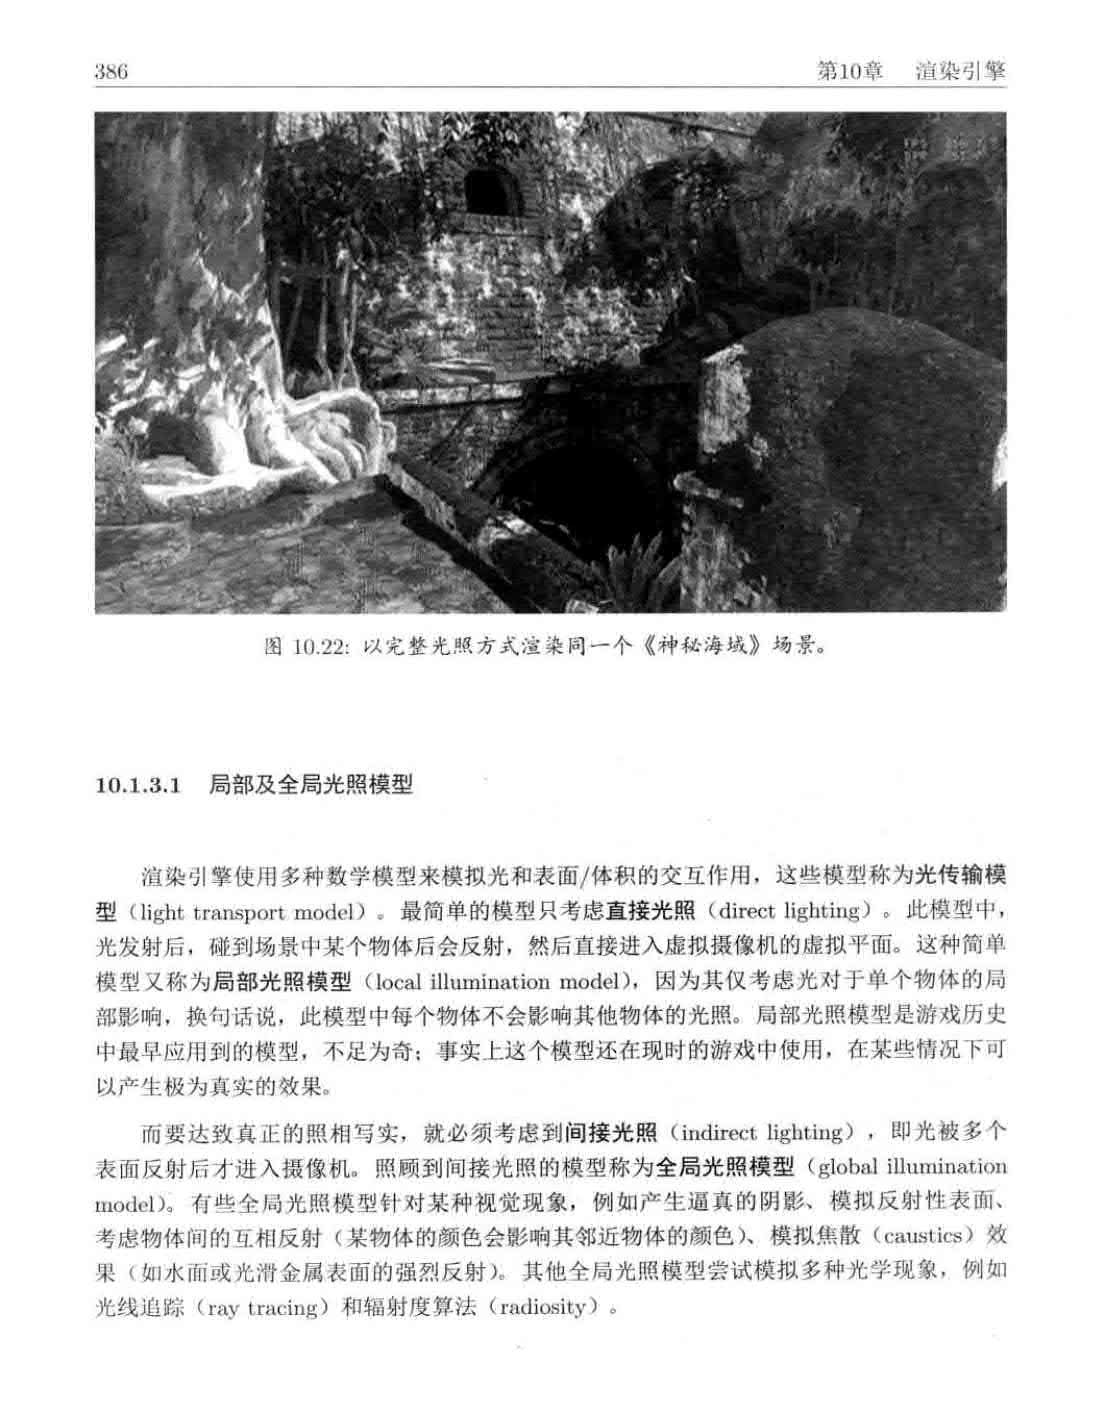 386
第10章 渲染引擎
图 10.22: 以完整光照方式渲染同一个《神秘海域》场景。
10.1.3.1 局部及全局光照模型
渲染引擎使用多种数学模型来模拟光和表面/体积的交互作用，这些模型称为光传输模
型（light transport model）。最简单的模型只考虑直接光照（direct lighting）。此模型中，
光发射后，碰到场景中某个物体后会反射，然后直接进入虚拟摄像机的虚拟平面。这种简单
模型又称为局部光照模型（local illumination model），因为其仅考虑光对于单个物体的局
部影响，换句话说，此模型中每个物体不会影响其他物体的光照。局部光照模型是游戏历史
中最早应用到的模型，不足为奇；事实上这个模型还在现时的游戏中使用，在某些情况下可
以产生极为真实的效果。
而要达致真正的照相写实，就必须考虑到间接光照（indirect lighting），即光被多个
表面反射后才进入摄像机。照顾到间接光照的模型称为全局光照模型（global illumination
model）。有些全局光照模型针对某种视觉现象，例如产生逼真的阴影、模拟反射性表面、
考虑物体间的互相反射（某物体的颜色会影响其邻近物体的颜色）、模拟焦散（caustics）效
果（如水面或光滑金属表面的强烈反射）。其他全局光照模型尝试模拟多种光学现象，例如
光线追踪（ray tracing）和辐射度算法（radiosity）。